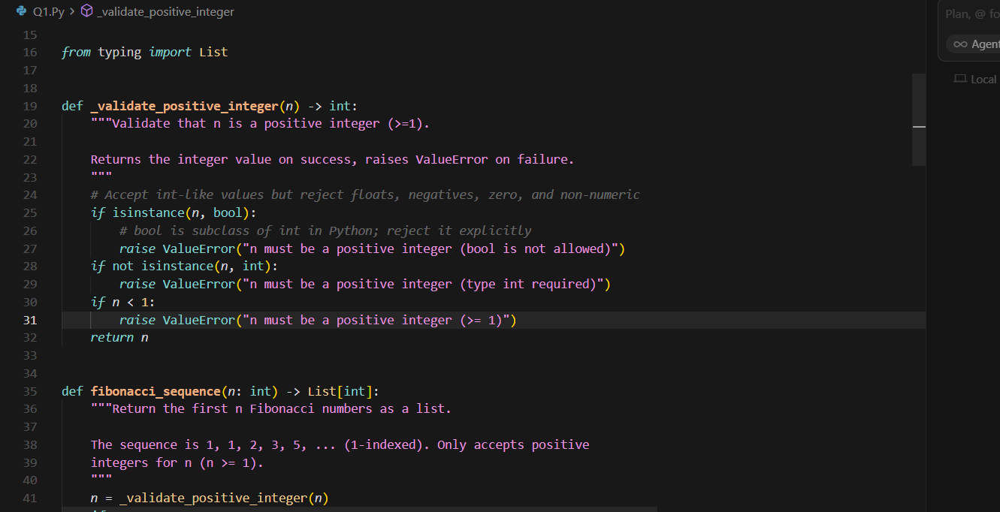 Q1.Py > _validate_positive_integer
Plan, @ fo
Agent
Local
15
16 from typing import List
17
18
19 def _validate_positive_integer(n) -> int:
20 """Validate that n is a positive integer (>=1).
21
22 Returns the integer value on success, raises ValueError on failure.
23 """
24 # Accept int-like values but reject floats, negatives, zero, and non-numeric
25 if isinstance(n, bool):
26 # bool is subclass of int in Python; reject it explicitly
27 raise ValueError("n must be a positive integer (bool is not allowed)")
28 if not isinstance(n, int):
29 raise ValueError("n must be a positive integer (type int required)")
30 if n < 1:
31 raise ValueError("n must be a positive integer (>= 1)")
32 return n
33
34
35 def fibonacci_sequence(n: int) -> List[int]:
36 """Return the first n Fibonacci numbers as a list.
37
38 The sequence is 1, 1, 2, 3, 5, ... (1-indexed). Only accepts positive
39 integers for n (n >= 1).
40 """
41 n = _validate_positive_integer(n)